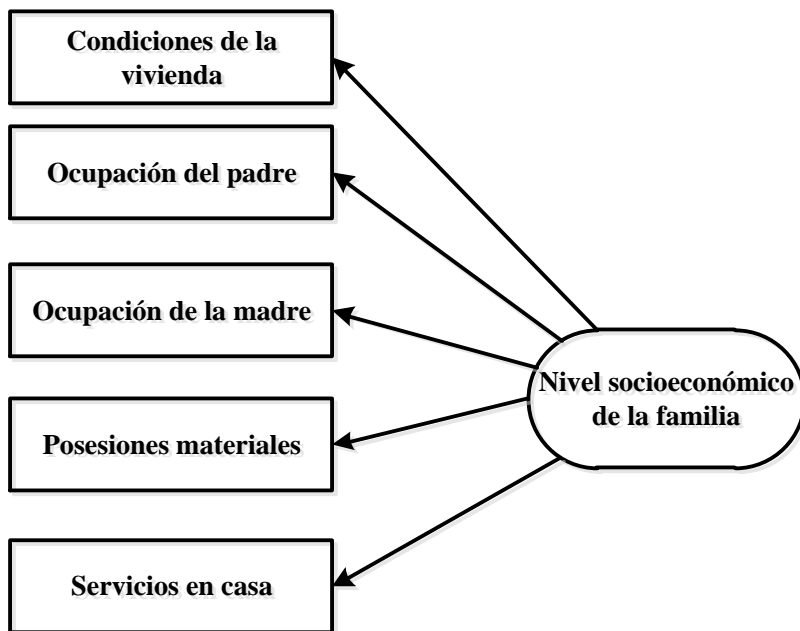 Condiciones de la
vivienda
Ocupación del padre
Ocupación de la madre
Posesiones materiales
Servicios en casa
Nivel socioeconómico
de la familia